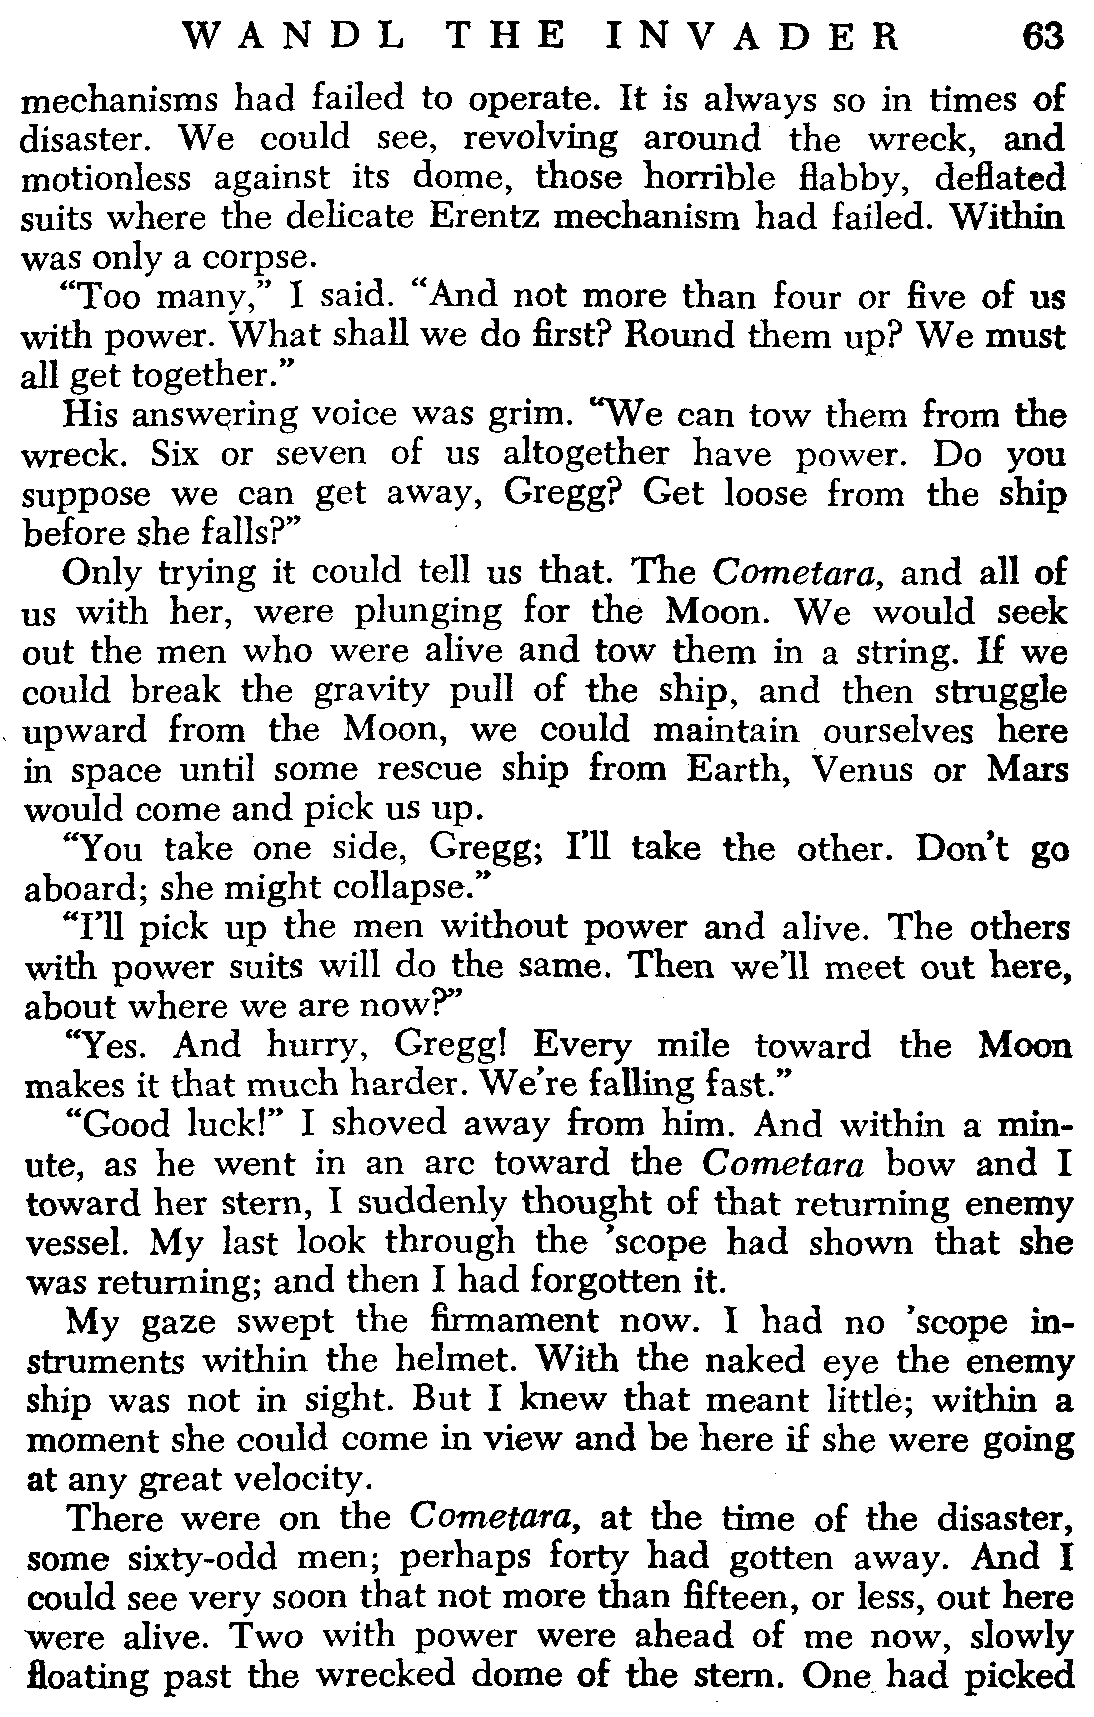 WANDL THE INVADER 63
mechanisms had failed to operate. It is always so in times of
disaster. We could see, revolving around the wreck, and
motionless against its dome, those horrible flabby, deflated
suits where the delicate Erentz mechanism had failed. Within
was only a corpse.
“Too many,” I said. “And not more than four or five of us
with power. What shall we do first? Round them up? We must
all get together.”
His answering voice was grim. “We can tow them from the
wreck. Six or seven of us altogether have power. Do you
suppose we can get away, Gregg? Get loose from the ship
before she falls?”
Only trying it could tell us that. The Cometara, and all of
us with her, were plunging for the Moon. We would seek
out the men who were alive and tow them in a string. If we
could break the gravity pull of the ship, and then struggle
upward from the Moon, we could maintain ourselves here
in space until some rescue ship from Earth, Venus or Mars
would come and pick us up.
“You take one side, Gregg; I’ll take the other. Don’t go
aboard; she might collapse.”
“I’ll pick up the men without power and alive. The others
with power suits will do the same. Then we’ll meet out here,
about where we are now?”
“Yes. And hurry, Gregg! Every mile toward the Moon
makes it that much harder. We’re falling fast.”
“Good luck!” I shoved away from him. And within a min-
ute, as he went in an arc toward the Cometara bow and I
toward her stern, I suddenly thought of that returning enemy
vessel. My last look through the ’scope had shown that she
was returning; and then I had forgotten it.
My gaze swept the firmament now. I had no ’scope in-
struments within the helmet. With the naked eye the enemy
ship was not in sight. But I knew that meant little; within a
moment she could come in view and be here if she were going
at any great velocity.
There were on the Cometara, at the time of the disaster,
some sixty-odd men; perhaps forty had gotten away. And I
could see very soon that not more than fifteen, or less, out here
were alive. Two with power were ahead of me now, slowly
floating past the wrecked dome of the stern. One had picked